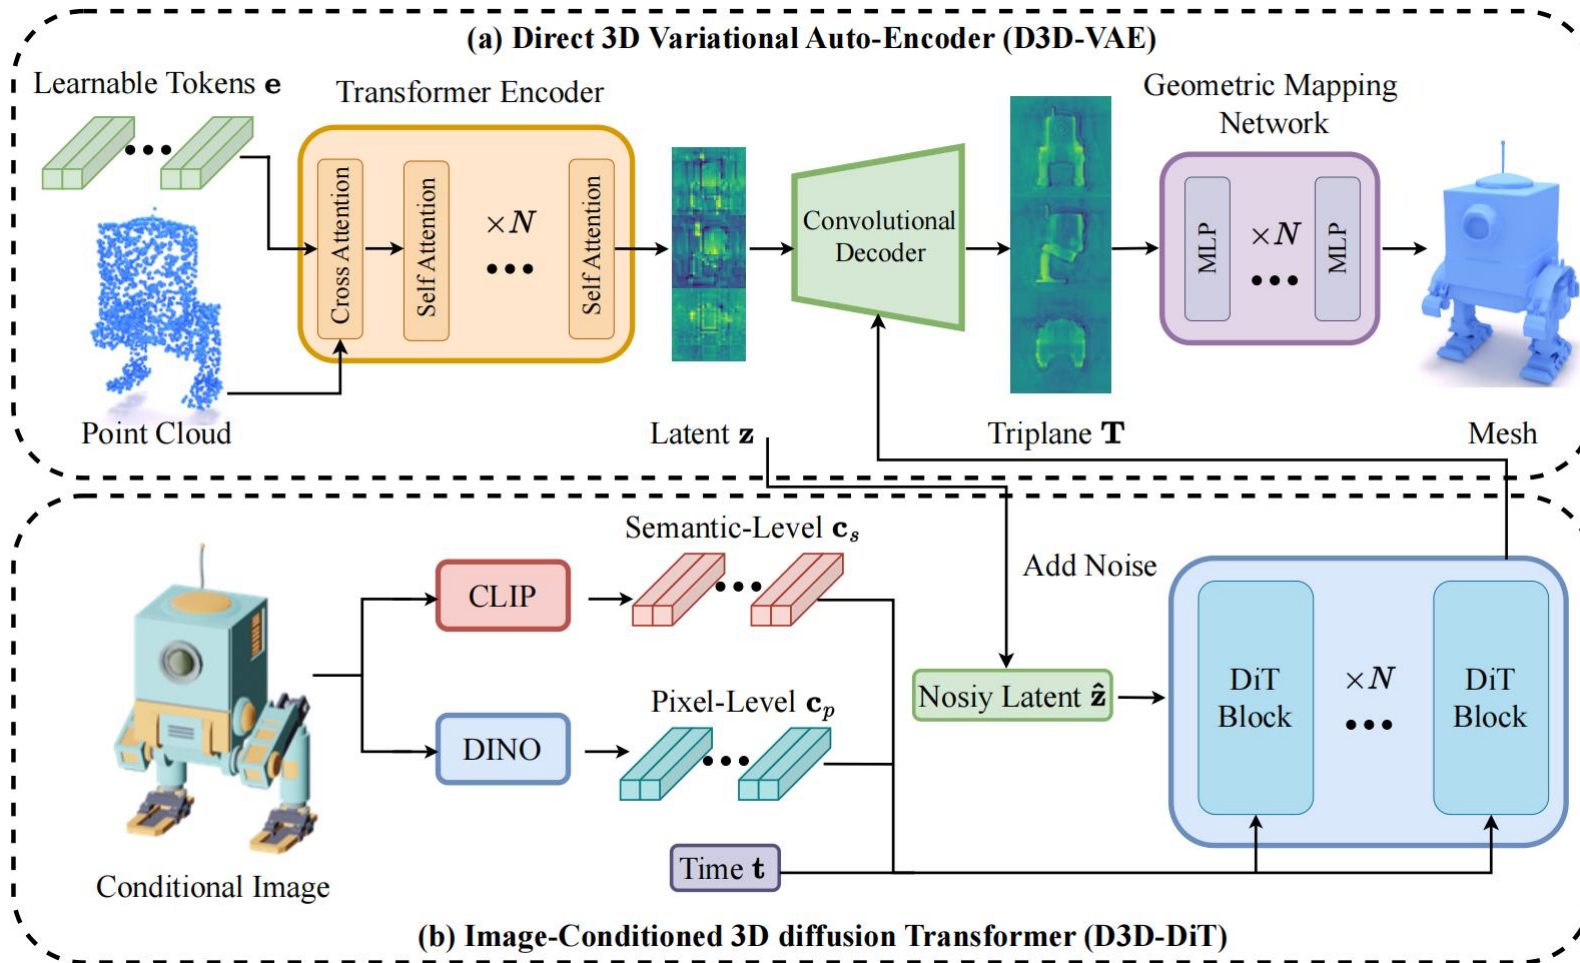 (a) Direct 3D Variational Auto-Encoder (D3D-VAE)
Learnable Tokens e
Transformer Encoder
Geometric Mapping
Network
Cross Attention
Self Attention
×N
Self Attention
Convolutional
Decoder
MLP
×N
MLP
Point Cloud
Latent z
Triplane T
Mesh
Semantic-Level cₛ
Add Noise
CLIP
DiT
Block
×N
DiT
Block
Nosiy Latent ẑ
Pixel-Level cₚ
DINO
Time t
Conditional Image
(b) Image-Conditioned 3D diffusion Transformer (D3D-DiT)